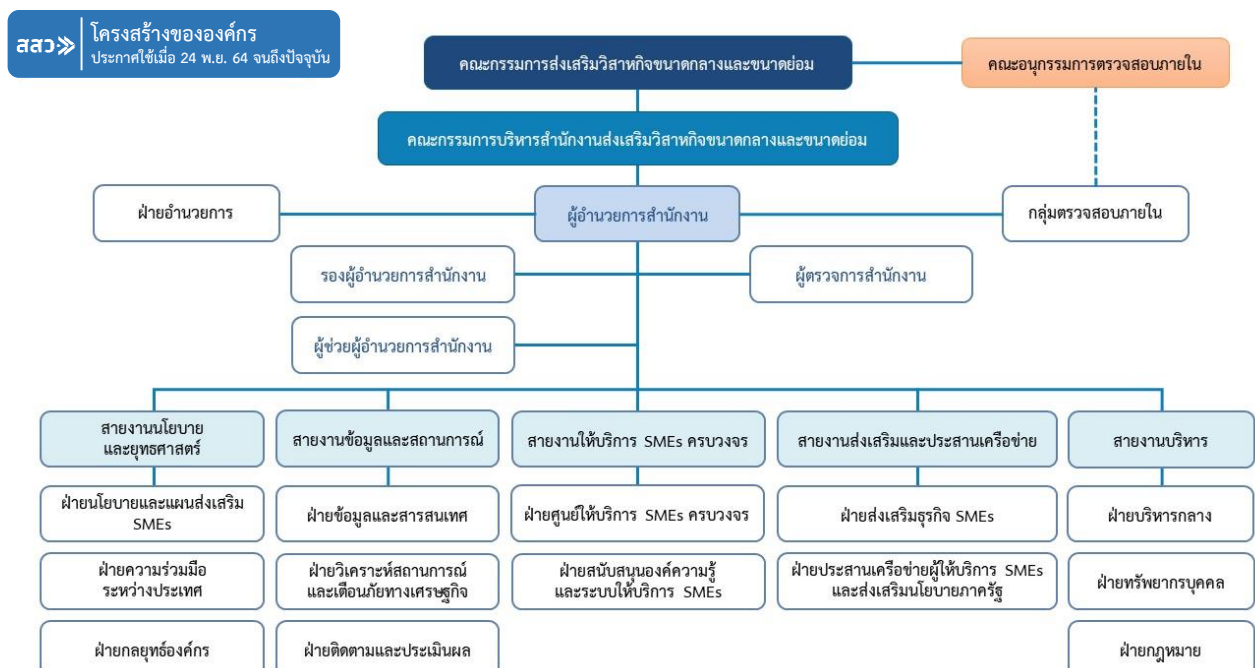 สสว
โครงสร้างขององค์กร
ประกาศใช้เมื่อ 24 พ.ย. 64 จนถึงปัจจุบัน
คณะกรรมการส่งเสริมวิสาหกิจขนาดกลางและขนาดย่อม
คณะอนุกรรมการตรวจสอบภายใน
คณะกรรมการบริหารสำนักงานส่งเสริมวิสาหกิจขนาดกลางและขนาดย่อม
ฝ่ายอำนวยการ
ผู้อำนวยการสำนักงาน
กลุ่มตรวจสอบภายใน
รองผู้อำนวยการสำนักงาน
ผู้ตรวจการสำนักงาน
ผู้ช่วยผู้อำนวยการสำนักงาน
สายงานนโยบาย
และยุทธศาสตร์
สายงานข้อมูลและสถานการณ์
สายงานให้บริการ SMEs ครบวงจร
สายงานส่งเสริมและประสานเครือข่าย
สายงานบริหาร
ฝ่ายนโยบายและแผนส่งเสริม
SMEs
ฝ่ายข้อมูลและสารสนเทศ
ฝ่ายศูนย์ให้บริการ SMEs ครบวงจร
ฝ่ายส่งเสริมธุรกิจ SMEs
ฝ่ายบริหารกลาง
ฝ่ายความร่วมมือ
ระหว่างประเทศ
ฝ่ายวิเคราะห์สถานการณ์
และเตือนภัยทางเศรษฐกิจ
ฝ่ายสนับสนุนองค์ความรู้
และระบบให้บริการ SMEs
ฝ่ายประสานเครือข่ายผู้ให้บริการ SMEs
และส่งเสริมนโยบายภาครัฐ
ฝ่ายทรัพยากรบุคคล
ฝ่ายกลยุทธ์องค์กร
ฝ่ายติดตามและประเมินผล
ฝ่ายกฎหมาย